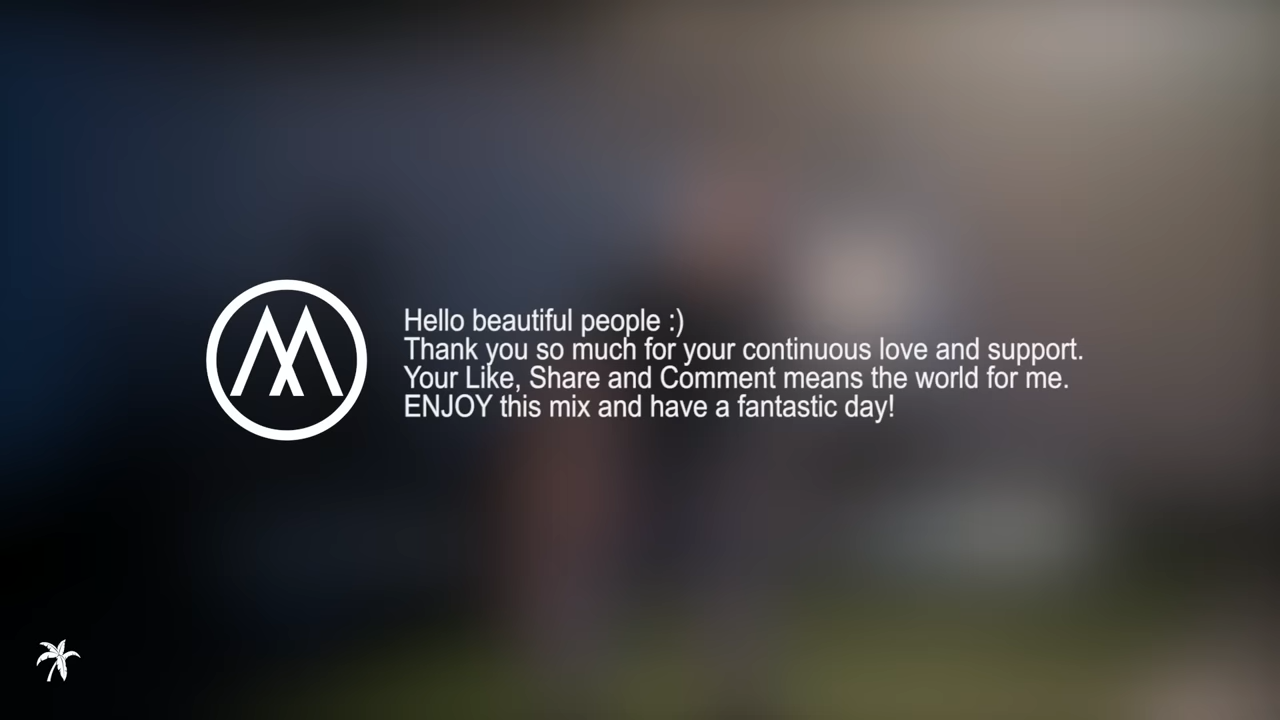 Hello beautiful people :)
Thank you so much for your continuous love and support.
Your Like, Share and Comment means the world for me.
ENJOY this mix and have a fantastic day!